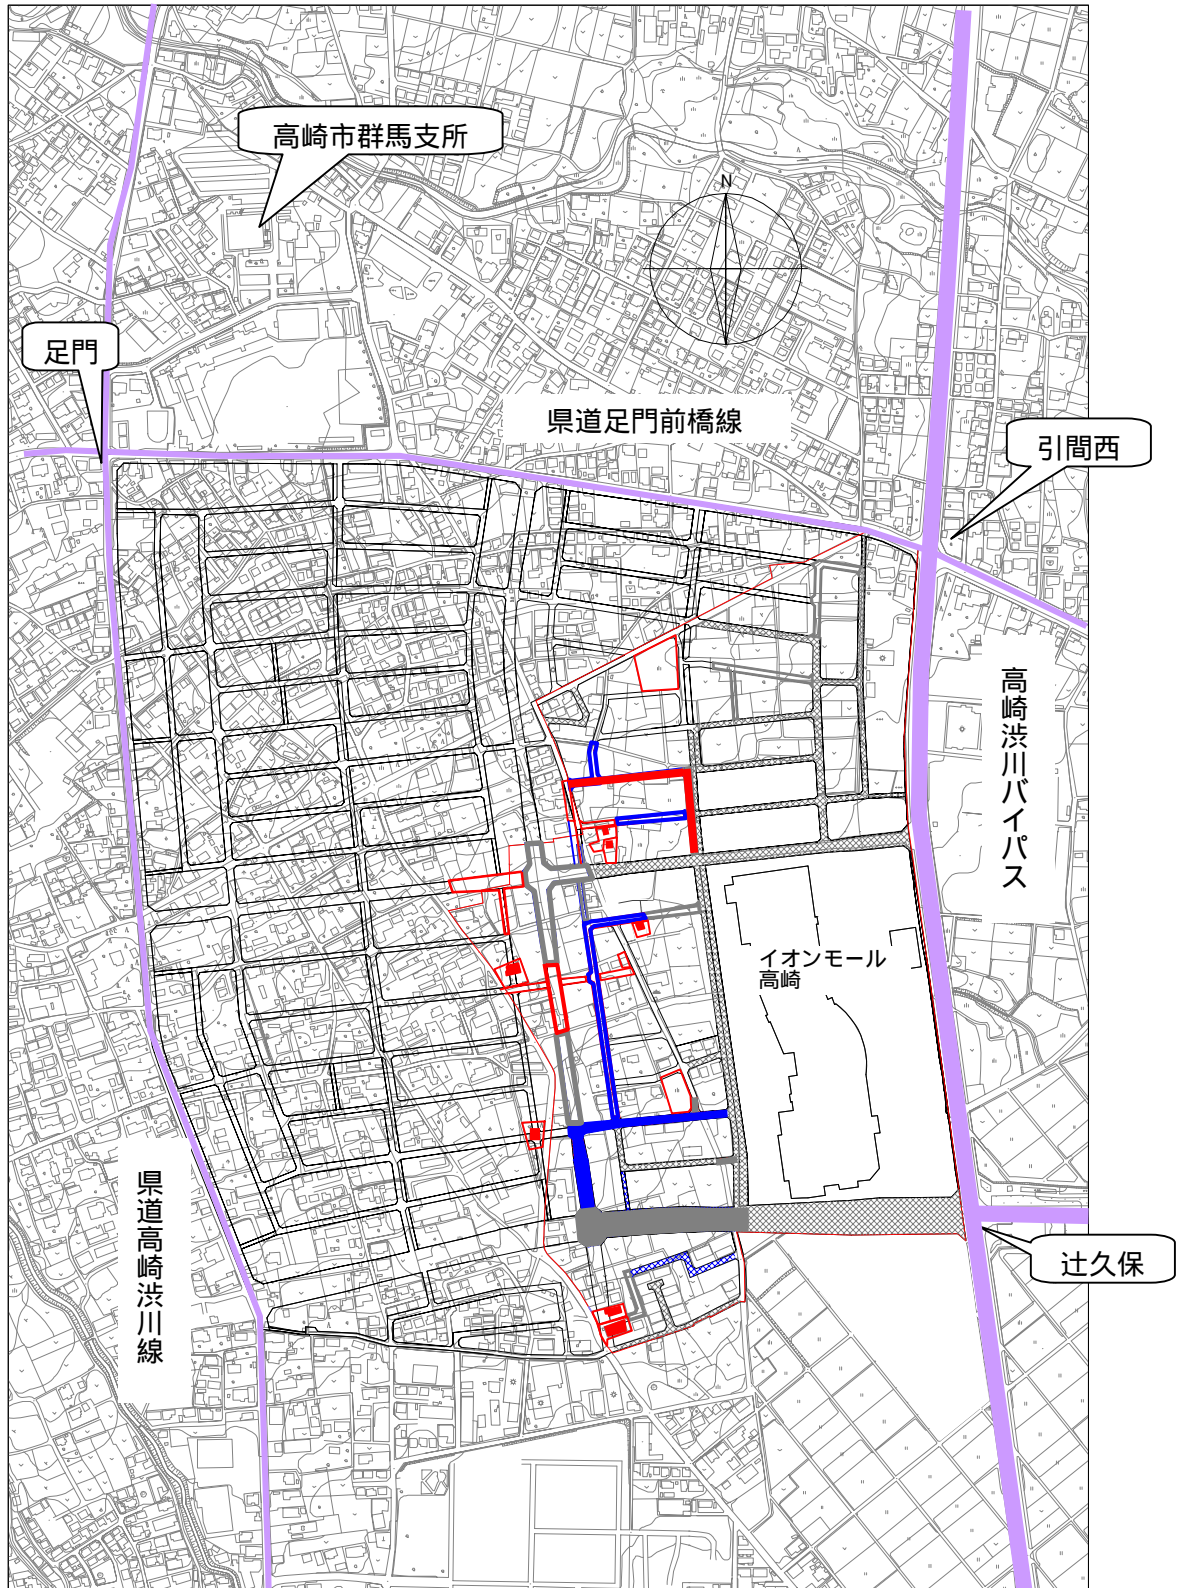 高崎市群馬支所
N
足門
県道足門前橋線
引間西
高崎渋川バイパス
イオンモール
高崎
県道高崎渋川線
辻久保